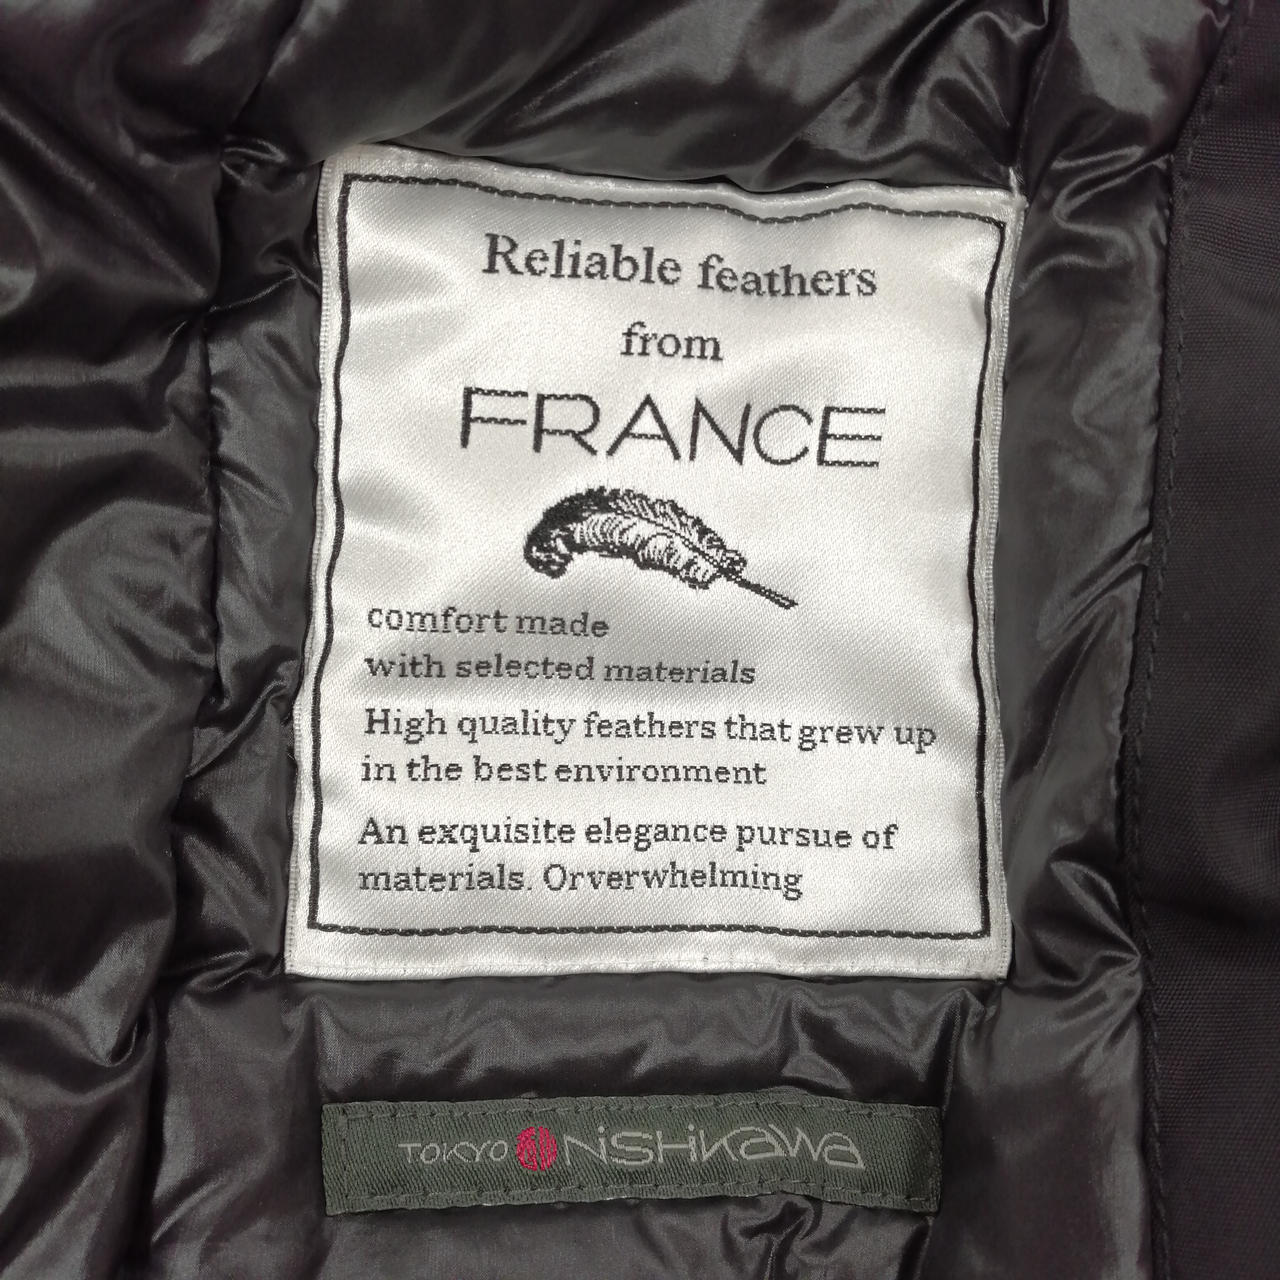 Reliable feathers
from
FRANCE
comfort made
with selected materials
High quality feathers that grew up
in the best environment
An exquisite elegance pursue of
materials. Orverwhelming
TOKYO NiSHiKaWa